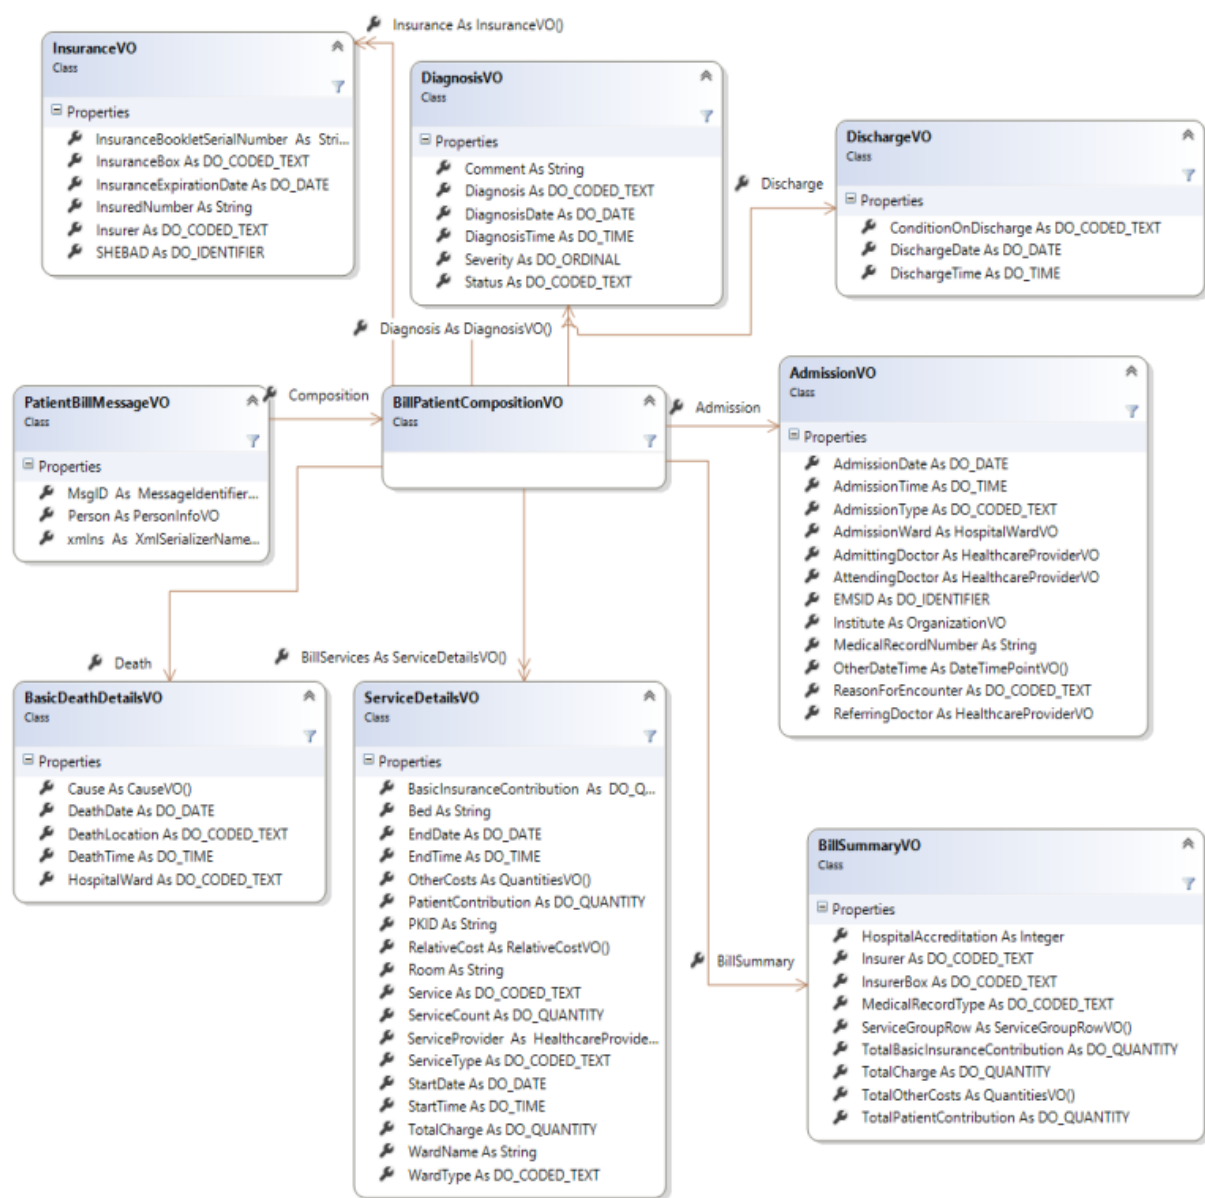 Insurance As InsuranceVO()
InsuranceVO
Class
Properties
InsuranceBookletSerialNumber As Stri...
InsuranceBox As DO_CODED_TEXT
InsuranceExpirationDate As DO_DATE
InsuredNumber As String
Insurer As DO_CODED_TEXT
SHEBAD As DO_IDENTIFIER
DiagnosisVO
Class
Properties
Comment As String
Diagnosis As DO_CODED_TEXT
DiagnosisDate As DO_DATE
DiagnosisTime As DO_TIME
Severity As DO_ORDINAL
Status As DO_CODED_TEXT
DischargeVO
Class
Properties
ConditionOnDischarge As DO_CODED_TEXT
DischargeDate As DO_DATE
DischargeTime As DO_TIME
Discharge
Diagnosis As DiagnosisVO()
PatientBillMessageVO
Class
Properties
MsgID As MessageIdentifier...
Person As PersonInfoVO
xmlns As XmlSerializerName...
Composition
BillPatientCompositionVO
Class
Admission
AdmissionVO
Class
Properties
AdmissionDate As DO_DATE
AdmissionTime As DO_TIME
AdmissionType As DO_CODED_TEXT
AdmissionWard As HospitalWardVO
AdmittingDoctor As HealthcareProviderVO
AttendingDoctor As HealthcareProviderVO
EMSID As DO_IDENTIFIER
Institute As OrganizationVO
MedicalRecordNumber As String
OtherDateTime As DateTimePointVO()
ReasonForEncounter As DO_CODED_TEXT
ReferringDoctor As HealthcareProviderVO
Death
BillServices As ServiceDetailsVO()
BasicDeathDetailsVO
Class
Properties
Cause As CauseVO()
DeathDate As DO_DATE
DeathLocation As DO_CODED_TEXT
DeathTime As DO_TIME
HospitalWard As DO_CODED_TEXT
ServiceDetailsVO
Class
Properties
BasicInsuranceContribution As DO_Q...
Bed As String
EndDate As DO_DATE
EndTime As DO_TIME
OtherCosts As QuantitiesVO()
PatientContribution As DO_QUANTITY
PKID As String
RelativeCost As RelativeCostVO()
Room As String
Service As DO_CODED_TEXT
ServiceCount As DO_QUANTITY
ServiceProvider As HealthcareProvide...
ServiceType As DO_CODED_TEXT
StartDate As DO_DATE
StartTime As DO_TIME
TotalCharge As DO_QUANTITY
WardName As String
WardType As DO_CODED_TEXT
BillSummary
BillSummaryVO
Class
Properties
HospitalAccreditation As Integer
Insurer As DO_CODED_TEXT
InsurerBox As DO_CODED_TEXT
MedicalRecordType As DO_CODED_TEXT
ServiceGroupRow As ServiceGroupRowVO()
TotalBasicInsuranceContribution As DO_QUANTITY
TotalCharge As DO_QUANTITY
TotalOtherCosts As QuantitiesVO()
TotalPatientContribution As DO_QUANTITY